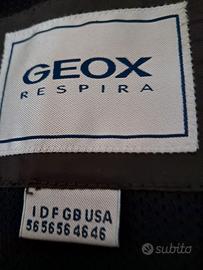 GEOX
RESPIRA
I D F GB USA
56 56 56 46 46
subito